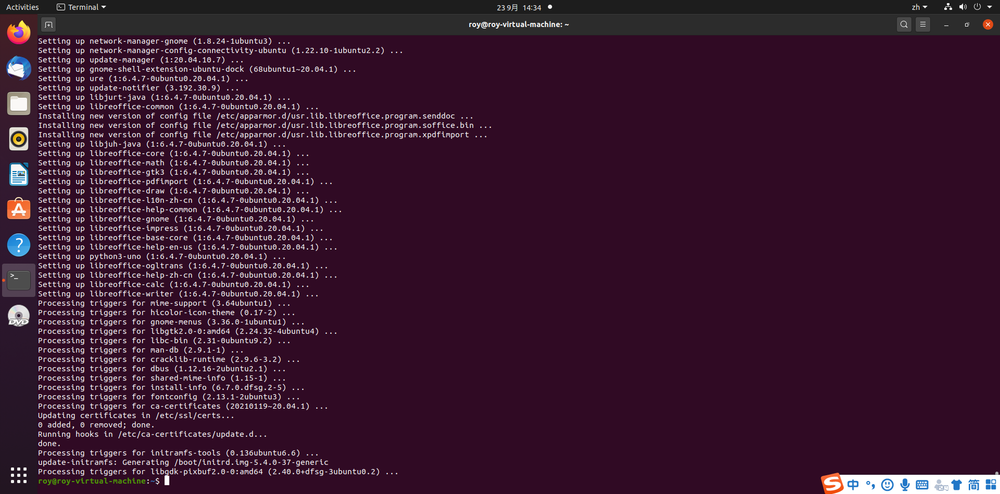 Activities
Terminal
23 9月 14:34
zh
roy@roy-virtual-machine: ~
Setting up network-manager-gnome (1.8.24-1ubuntu3) ...
Setting up network-manager-config-connectivity-ubuntu (1.22.10-1ubuntu2.2) ...
Setting up update-manager (1:20.04.10.7) ...
Setting up gnome-shell-extension-ubuntu-dock (68ubuntu1~20.04.1) ...
Setting up ure (1:6.4.7-0ubuntu0.20.04.1) ...
Setting up update-notifier (3.192.30.9) ...
Setting up libjurt-java (1:6.4.7-0ubuntu0.20.04.1) ...
Setting up libreoffice-common (1:6.4.7-0ubuntu0.20.04.1) ...
Installing new version of config file /etc/apparmor.d/usr.lib.libreoffice.program.senddoc ...
Installing new version of config file /etc/apparmor.d/usr.lib.libreoffice.program.soffice.bin ...
Installing new version of config file /etc/apparmor.d/usr.lib.libreoffice.program.xpdfimport ...
Setting up libjuh-java (1:6.4.7-0ubuntu0.20.04.1) ...
Setting up libreoffice-core (1:6.4.7-0ubuntu0.20.04.1) ...
Setting up libreoffice-math (1:6.4.7-0ubuntu0.20.04.1) ...
Setting up libreoffice-gtk3 (1:6.4.7-0ubuntu0.20.04.1) ...
Setting up libreoffice-pdfimport (1:6.4.7-0ubuntu0.20.04.1) ...
Setting up libreoffice-draw (1:6.4.7-0ubuntu0.20.04.1) ...
Setting up libreoffice-l10n-zh-cn (1:6.4.7-0ubuntu0.20.04.1) ...
Setting up libreoffice-help-common (1:6.4.7-0ubuntu0.20.04.1) ...
Setting up libreoffice-gnome (1:6.4.7-0ubuntu0.20.04.1) ...
Setting up libreoffice-impress (1:6.4.7-0ubuntu0.20.04.1) ...
Setting up libreoffice-base-core (1:6.4.7-0ubuntu0.20.04.1) ...
Setting up libreoffice-help-en-us (1:6.4.7-0ubuntu0.20.04.1) ...
Setting up python3-uno (1:6.4.7-0ubuntu0.20.04.1) ...
Setting up libreoffice-ogltrans (1:6.4.7-0ubuntu0.20.04.1) ...
Setting up libreoffice-help-zh-cn (1:6.4.7-0ubuntu0.20.04.1) ...
Setting up libreoffice-calc (1:6.4.7-0ubuntu0.20.04.1) ...
Setting up libreoffice-writer (1:6.4.7-0ubuntu0.20.04.1) ...
Processing triggers for mime-support (3.64ubuntu1) ...
Processing triggers for hicolor-icon-theme (0.17-2) ...
Processing triggers for gnome-menus (3.36.0-1ubuntu1) ...
Processing triggers for libgtk2.0-0:amd64 (2.24.32-4ubuntu4) ...
Processing triggers for libc-bin (2.31-0ubuntu9.2) ...
Processing triggers for man-db (2.9.1-1) ...
Processing triggers for cracklib-runtime (2.9.6-3.2) ...
Processing triggers for dbus (1.12.16-2ubuntu2.1) ...
Processing triggers for shared-mime-info (1.15-1) ...
Processing triggers for install-info (6.7.0.dfsg.2-5) ...
Processing triggers for fontconfig (2.13.1-2ubuntu3) ...
Processing triggers for ca-certificates (20210119~20.04.1) ...
Updating certificates in /etc/ssl/certs...
0 added, 0 removed; done.
Running hooks in /etc/ca-certificates/update.d...
done.
Processing triggers for initramfs-tools (0.136ubuntu6.6) ...
update-initramfs: Generating /boot/initrd.img-5.4.0-37-generic
Processing triggers for libgdk-pixbuf2.0-0:amd64 (2.40.0+dfsg-3ubuntu0.2) ...
roy@roy-virtual-machine:~$
DVD
S 中 °, 简